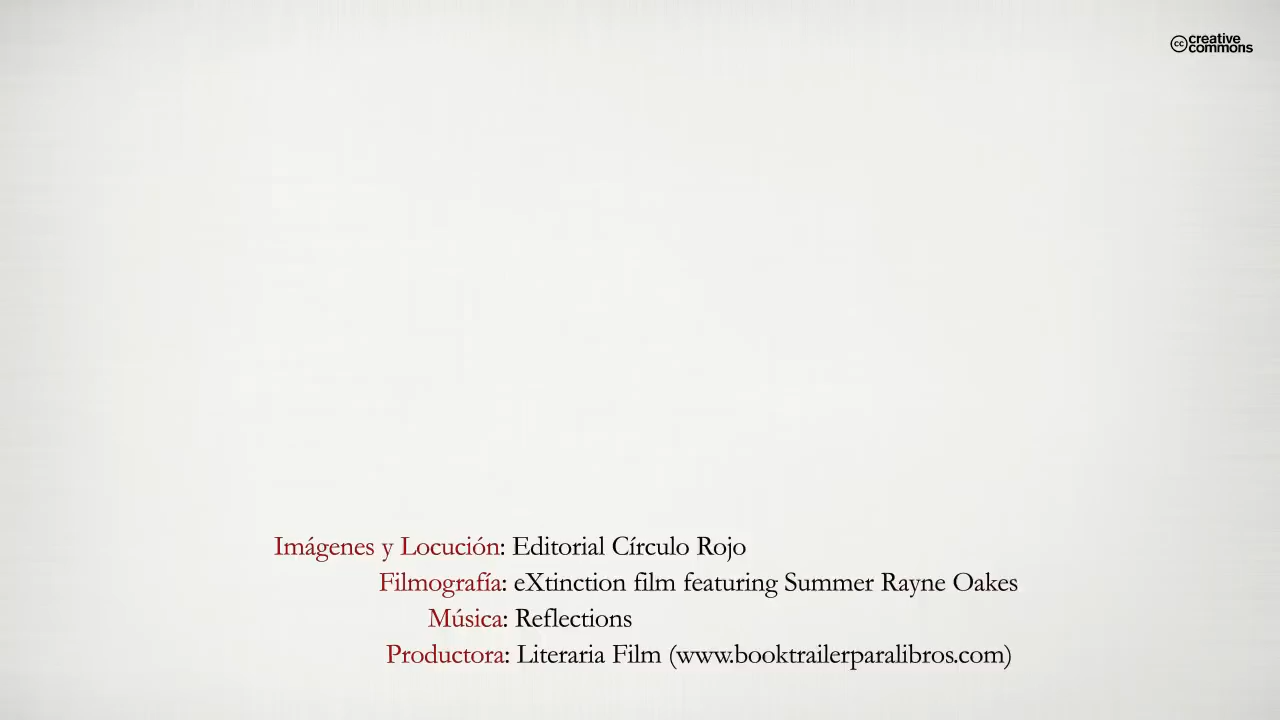 creative
commons
Imágenes y Locución: Editorial Círculo Rojo
Filmografía: eXtinction film featuring Summer Rayne Oakes
Música: Reflections
Productora: Literaria Film (www.booktrailerparalibros.com)